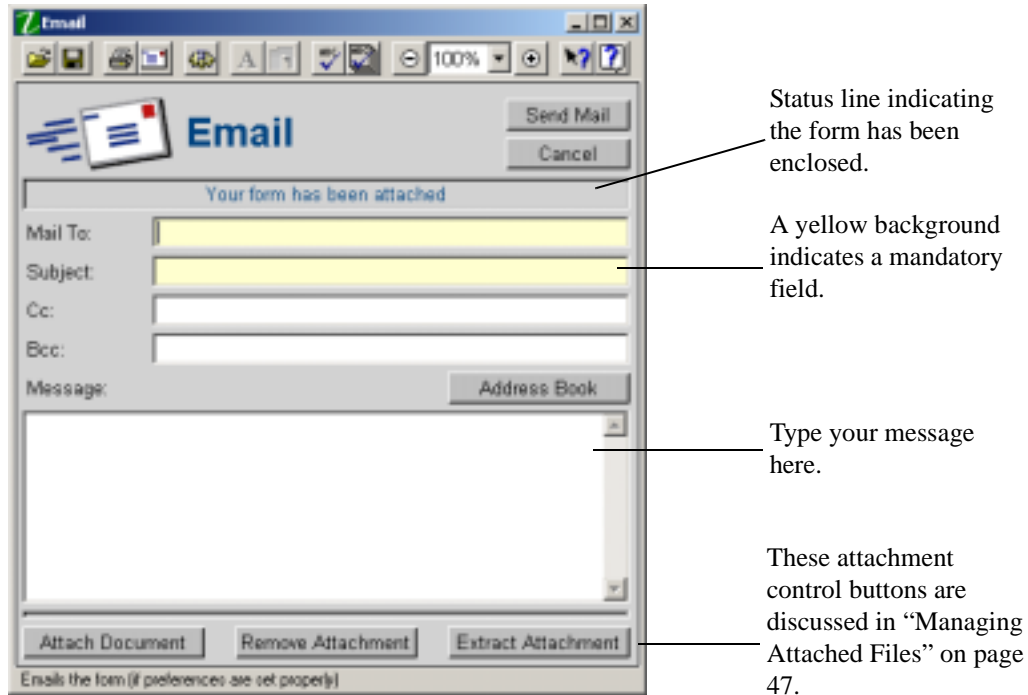 Email
100%
Email
Send Mail
Cancel
Your form has been attached
Mail To:
Subject:
Cc:
Bcc:
Message:
Address Book
Attach Document
Remove Attachment
Extract Attachment
Emails the form (if preferences are set properly)
Status line indicating
the form has been
enclosed.
A yellow background
indicates a mandatory
field.
Type your message
here.
These attachment
control buttons are
discussed in “Managing
Attached Files” on page
47.